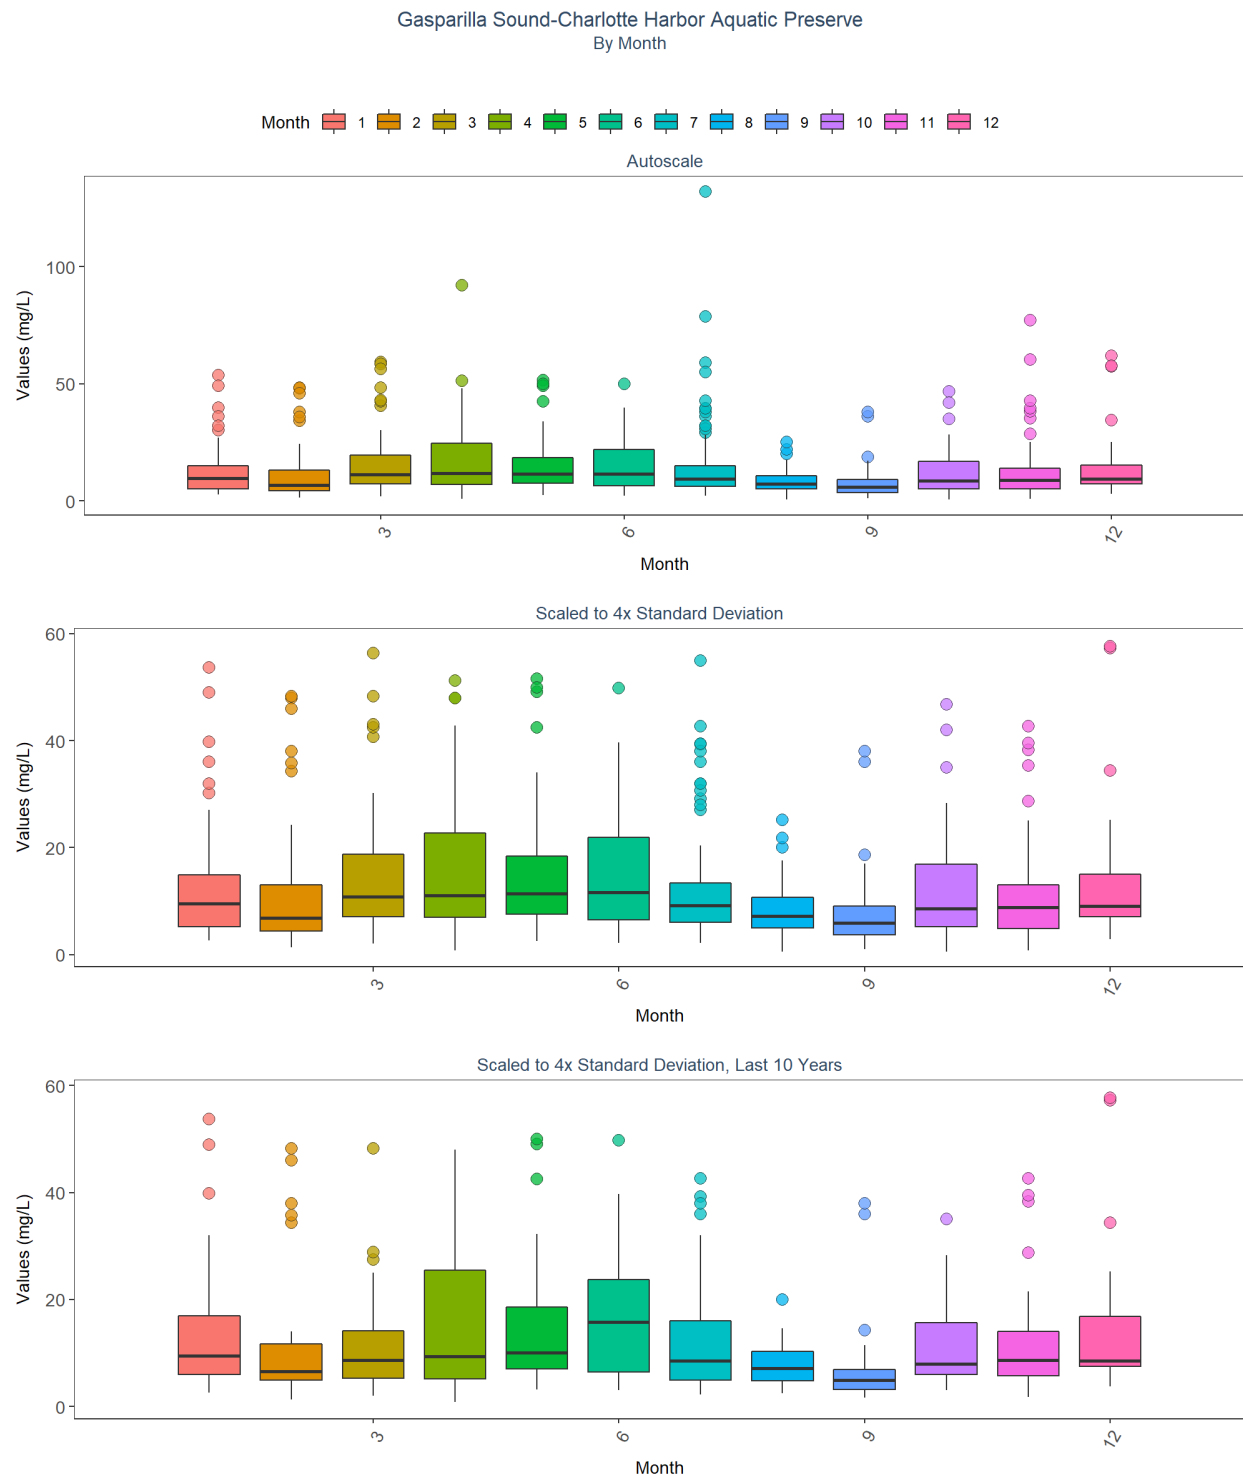 Gasparilla Sound-Charlotte Harbor Aquatic Preserve
By Month
Month 1 2 3 4 5 6 7 8 9 10 11 12
Autoscale
Values (mg/L)
100
50
0
3 6 9 12
Month
Scaled to 4x Standard Deviation
Values (mg/L)
60
40
20
0
3 6 9 12
Month
Scaled to 4x Standard Deviation, Last 10 Years
Values (mg/L)
60
40
20
0
3 6 9 12
Month